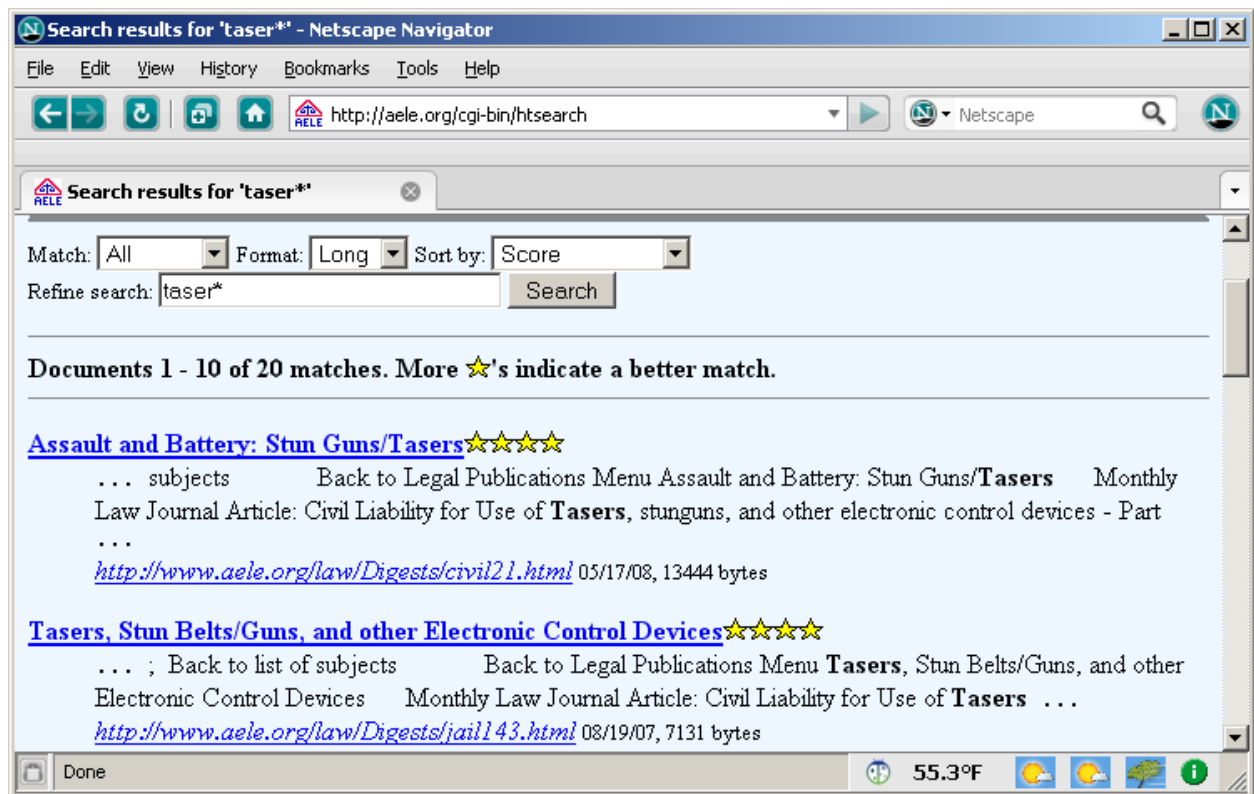 Search results for 'taser*' - Netscape Navigator
File Edit View History Bookmarks Tools Help
AELE http://aele.org/cgi-bin/htsearch Netscape
AELE Search results for 'taser*'
Match: All Format: Long Sort by: Score
Refine search: taser* Search
Documents 1 - 10 of 20 matches. More ☆'s indicate a better match.
Assault and Battery: Stun Guns/Tasers☆☆☆☆
... subjects Back to Legal Publications Menu Assault and Battery: Stun Guns/Tasers Monthly
Law Journal Article: Civil Liability for Use of Tasers, stunguns, and other electronic control devices - Part
...
http://www.aele.org/law/Digests/civil21.html 05/17/08, 13444 bytes
Tasers, Stun Belts/Guns, and other Electronic Control Devices☆☆☆☆
... ; Back to list of subjects Back to Legal Publications Menu Tasers, Stun Belts/Guns, and other
Electronic Control Devices Monthly Law Journal Article: Civil Liability for Use of Tasers ...
http://www.aele.org/law/Digests/jail143.html 08/19/07, 7131 bytes
Done 55.3ºF